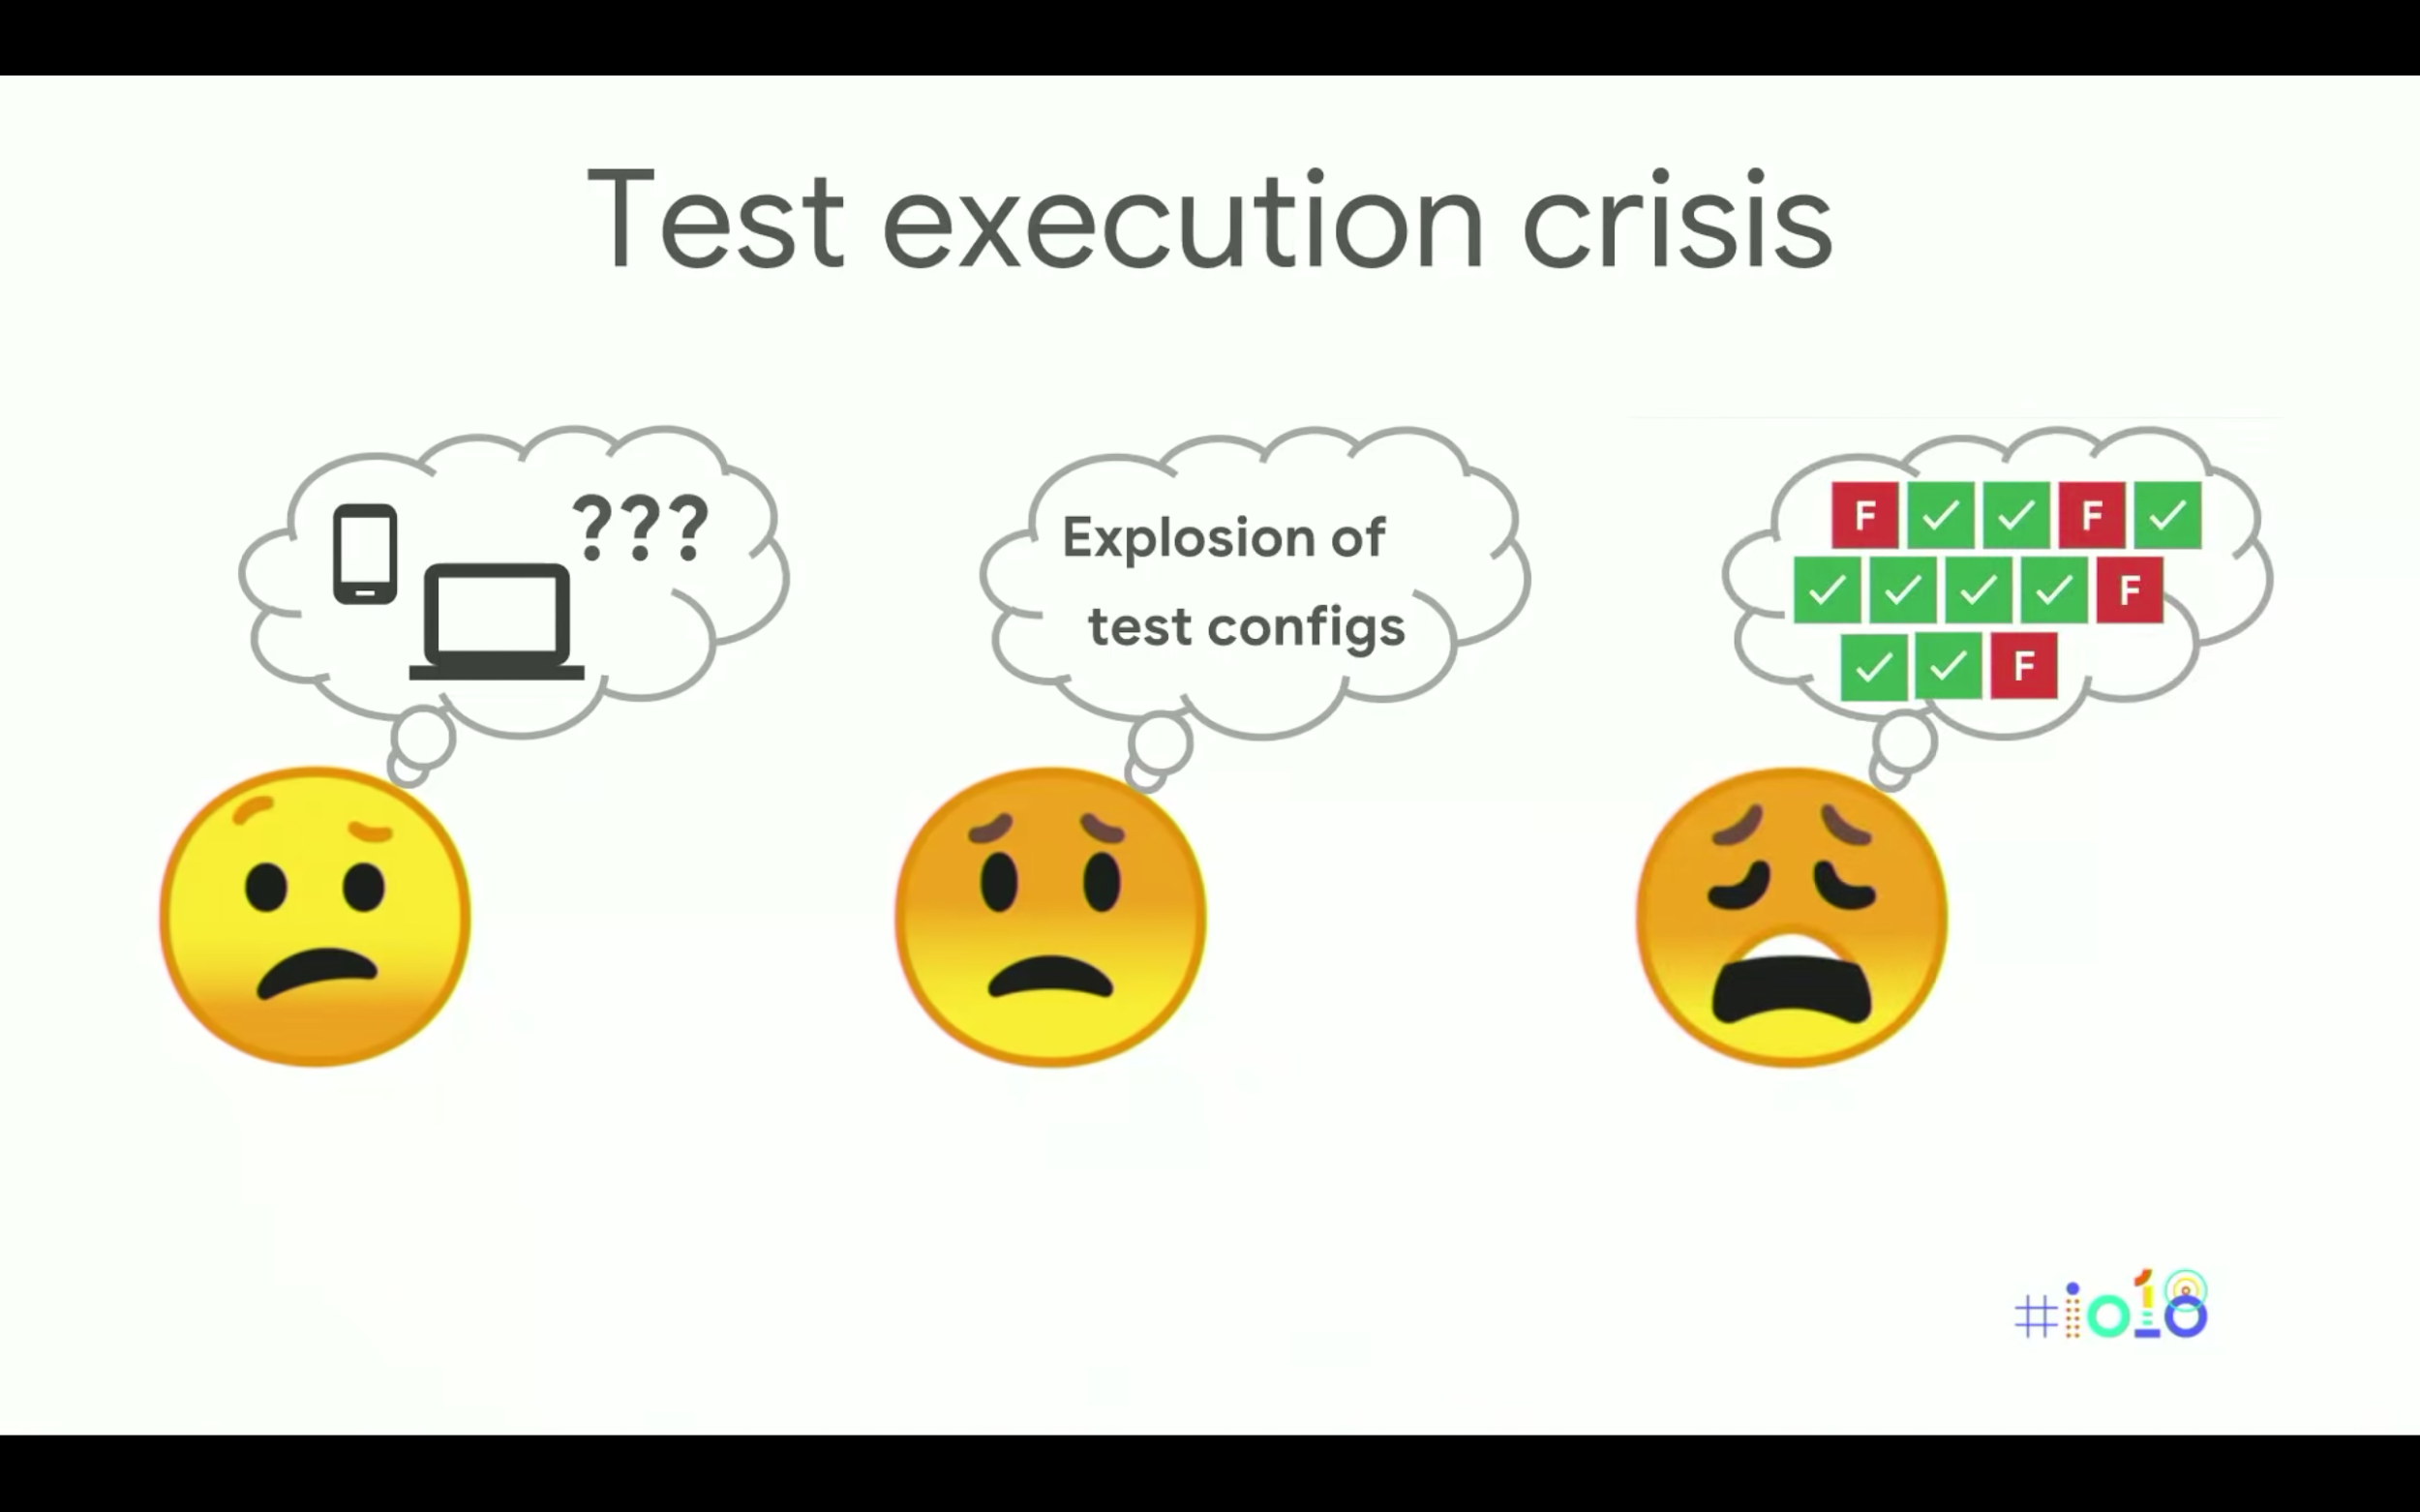 Test execution crisis
???
Explosion of
test configs
F F
F
F
#io18